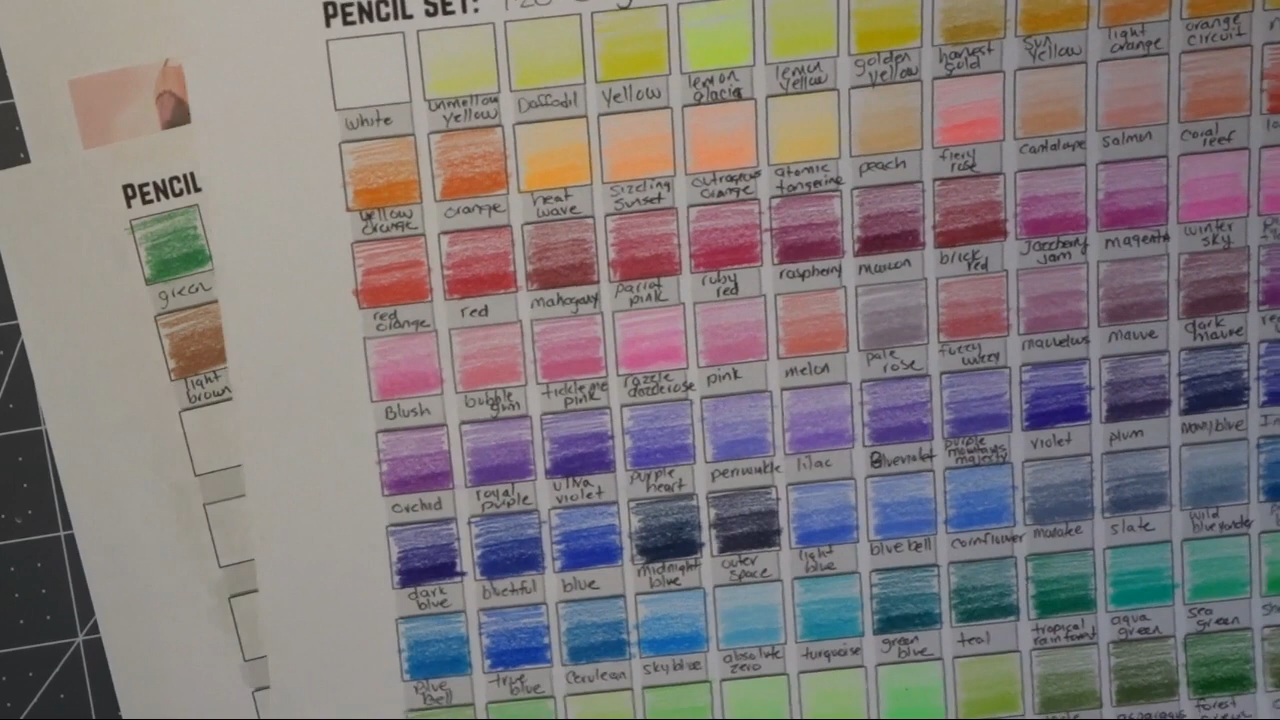 PENCIL SET: 120
white
unmellow yellow
Daffodil
yellow
lemon glacier
lemon yellow
golden yellow
harvest gold
Sun Yellow
light orange
orange circuit
yellow orange
orange
heat wave
Sizzling Sunset
outrageous orange
atomic tangerine
peach
fiery rose
cantaloupe
salmon
coral reef
PENCIL
green
red orange
red
mahogany
parrot pink
ruby red
raspberry
maroon
brick red
Jazzberry Jam
magenta
winter sky
light brown
Blush
bubble gum
tickle me pink
razzle dazzle rose
pink
melon
pale rose
fuzzy wuzzy
mauvelus
mauve
dark mauve
orchid
royal purple
ultra violet
purple heart
periwinkle
lilac
Blueviolet
purple mountains majesty
violet
plum
navy blue
dark blue
bluetiful
blue
midnight blue
outer space
light blue
blue bell
cornflower
manatee
slate
wild blue yonder
Blue Bell
true blue
Cerulean
sky blue
absolute zero
turquoise
green blue
teal
tropical rainforest
aqua green
sea green
asparagus
forest